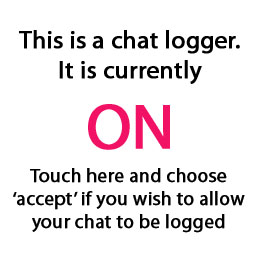 This is a chat logger.
It is currently
ON
Touch here and choose
‘accept’ if you wish to allow
your chat to be logged